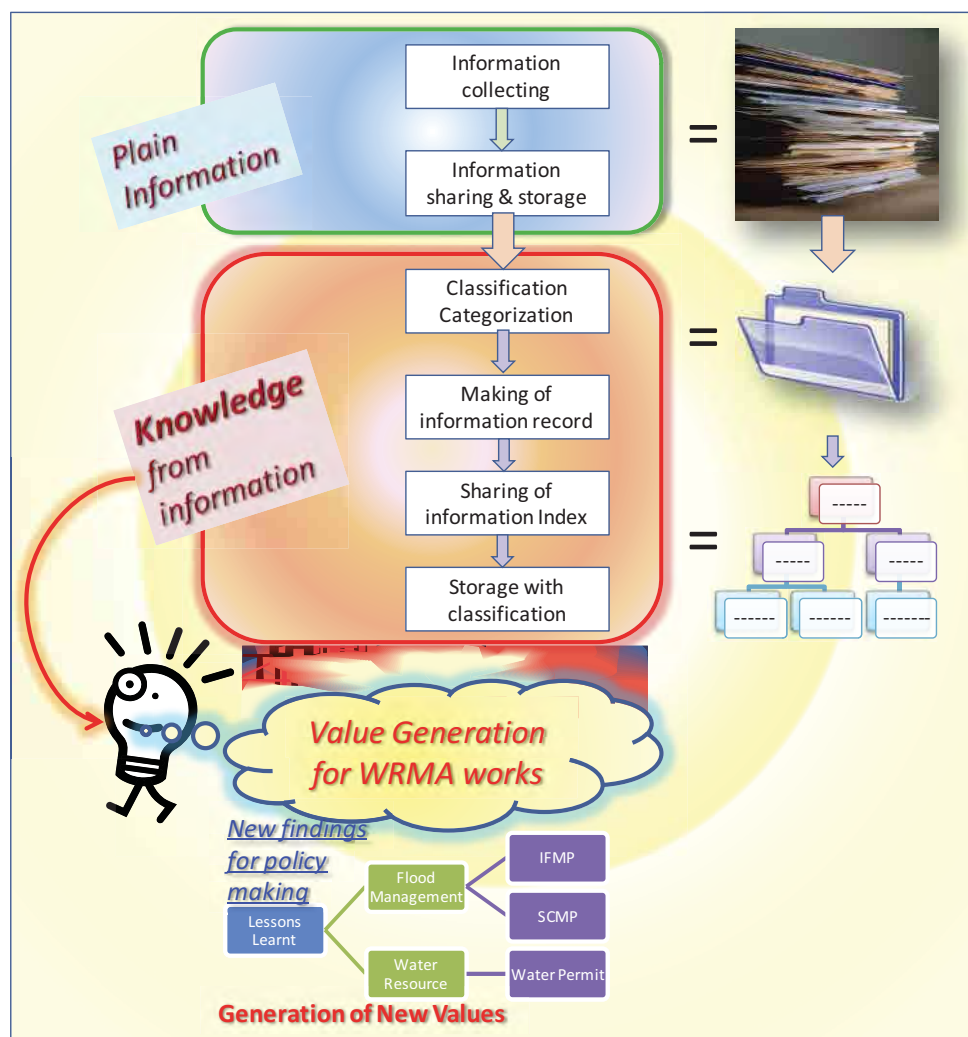 Information
collecting
Plain
Information
=
Information
sharing & storage
Classification
Categorization
=
Knowledge
from
information
Making of
information record
Sharing of
information Index
=
-----
-----
-----
------
------
------
Storage with
classification
Value Generation
for WRMA works
New findings
for policy
making
Lessons
Learnt
Flood
Management
IFMP
SCMP
Water
Resource
Water Permit
Generation of New Values